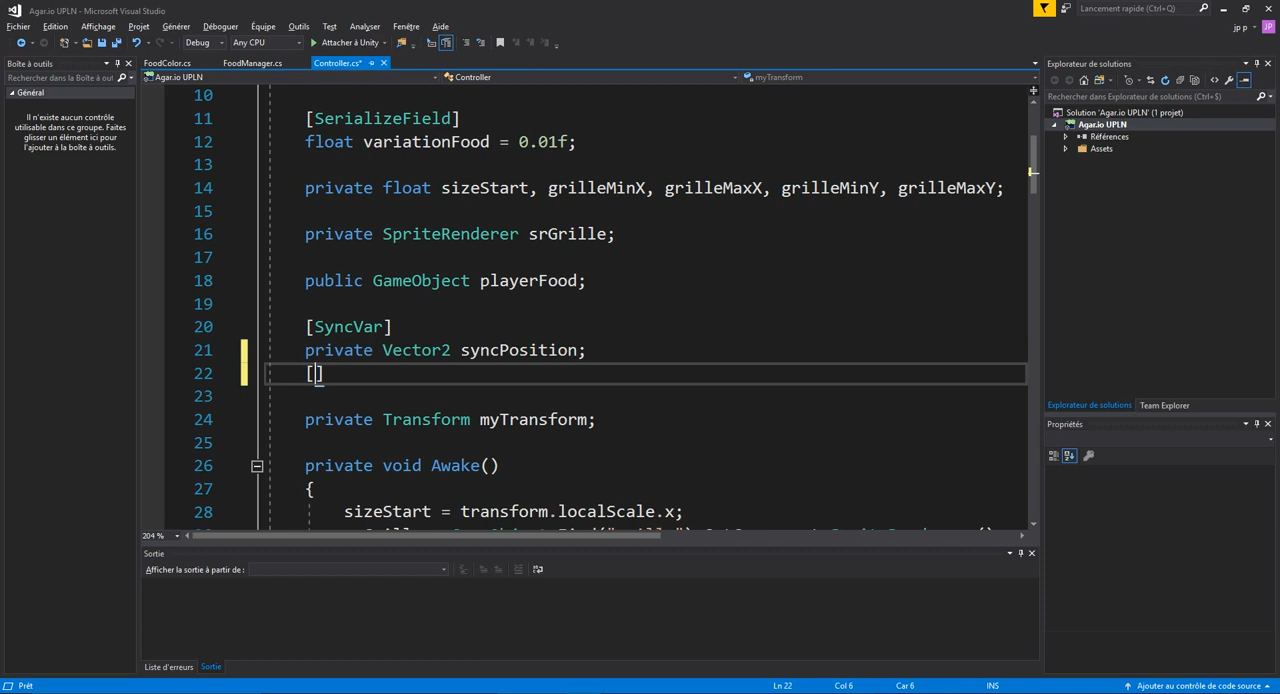 Agar.io UPLN - Microsoft Visual Studio
Lancement rapide (Ctrl+Q)
Fichier Edition Affichage Projet Générer Déboguer Équipe Outils Test Analyser Fenêtre Aide
jp p
JP
Debug Any CPU Attacher à Unity
Boîte à outils
FoodColor.cs FoodManager.cs Controller.cs*
Explorateur de solutions
Rechercher dans la Boîte à outi
Agar.io UPLN Controller myTransform
Général
Il n'existe aucun contrôle
utilisable dans ce groupe. Faites
glisser un élément ici pour
l'ajouter à la boîte à outils.
10
11 [SerializeField]
12 float variationFood = 0.01f;
13
14 private float sizeStart, grilleMinX, grilleMaxX, grilleMinY, grilleMaxY;
15
16 private SpriteRenderer srGrille;
17
18 public GameObject playerFood;
19
20 [SyncVar]
21 private Vector2 syncPosition;
22 []
23
24 private Transform myTransform;
25
26 private void Awake()
27 {
28 sizeStart = transform.localScale.x;
204 %
Rechercher dans Explorateur de solutions (Ctrl+$)
Solution 'Agar.io UPLN' (1 projet)
Agar.io UPLN
Références
Assets
Explorateur de solutions Team Explorer
Propriétés
Sortie
Afficher la sortie à partir de :
Liste d'erreurs Sortie
Prêt Ln 22 Col 6 Car 6 INS Ajouter au contrôle de code source